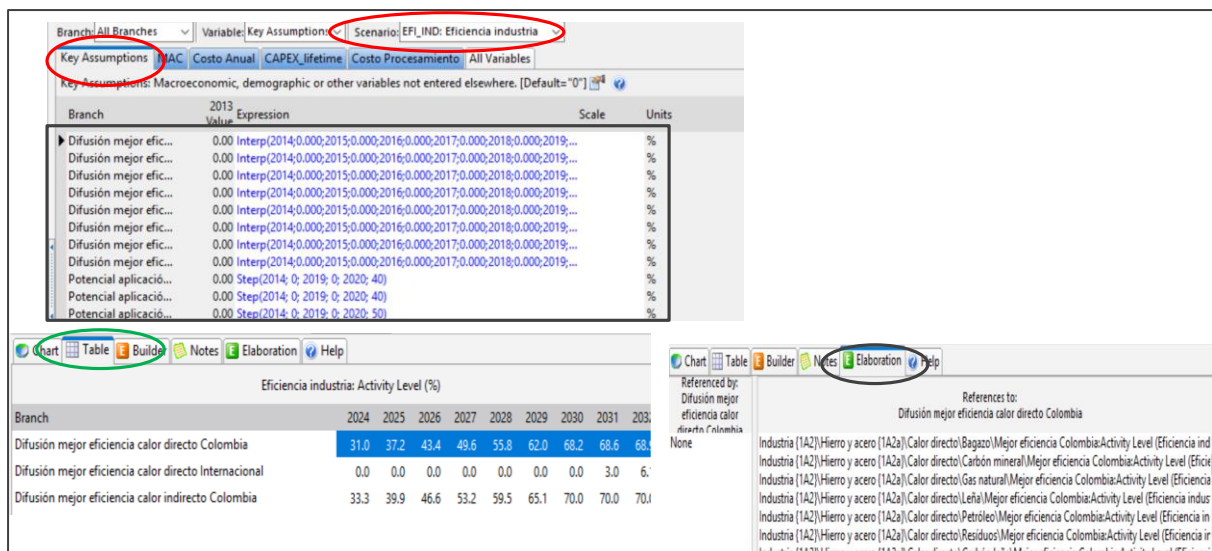 Branch: All Branches Variable: Key Assumptions Scenario: EFI_IND: Eficiencia industria
Key Assumptions MAC Costo Anual CAPEX_lifetime Costo Procesamiento All Variables
Key Assumptions: Macroeconomic, demographic or other variables not entered elsewhere. [Default="0"]
Branch 2013 Value Expression Scale Units
Difusión mejor efic... 0.00 Interp(2014;0.000;2015;0.000;2016;0.000;2017;0.000;2018;0.000;2019;... %
Difusión mejor efic... 0.00 Interp(2014;0.000;2015;0.000;2016;0.000;2017;0.000;2018;0.000;2019;... %
Difusión mejor efic... 0.00 Interp(2014;0.000;2015;0.000;2016;0.000;2017;0.000;2018;0.000;2019;... %
Difusión mejor efic... 0.00 Interp(2014;0.000;2015;0.000;2016;0.000;2017;0.000;2018;0.000;2019;... %
Difusión mejor efic... 0.00 Interp(2014;0.000;2015;0.000;2016;0.000;2017;0.000;2018;0.000;2019;... %
Difusión mejor efic... 0.00 Interp(2014;0.000;2015;0.000;2016;0.000;2017;0.000;2018;0.000;2019;... %
Difusión mejor efic... 0.00 Interp(2014;0.000;2015;0.000;2016;0.000;2017;0.000;2018;0.000;2019;... %
Difusión mejor efic... 0.00 Interp(2014;0.000;2015;0.000;2016;0.000;2017;0.000;2018;0.000;2019;... %
Potencial aplicació... 0.00 Step(2014; 0; 2019; 0; 2020; 40) %
Potencial aplicació... 0.00 Step(2014; 0; 2019; 0; 2020; 40) %
Potencial aplicació... 0.00 Step(2014; 0; 2019; 0; 2020; 50) %
Chart Table Builder Notes Elaboration Help
Eficiencia industria: Activity Level (%)
Branch 2024 2025 2026 2027 2028 2029 2030 2031 2032
Difusión mejor eficiencia calor directo Colombia 31.0 37.2 43.4 49.6 55.8 62.0 68.2 68.6 68.
Difusión mejor eficiencia calor directo Internacional 0.0 0.0 0.0 0.0 0.0 0.0 0.0 3.0 6.
Difusión mejor eficiencia calor indirecto Colombia 33.3 39.9 46.6 53.2 59.5 65.1 70.0 70.0 70.
Chart Table Builder Notes Elaboration Help
Referenced by:
Difusión mejor
eficiencia calor
directo Colombia
None
References to:
Difusión mejor eficiencia calor directo Colombia
Industria {1A2}\Hierro y acero {1A2a}\Calor directo\Bagazo\Mejor eficiencia Colombia:Activity Level (Eficiencia ind
Industria {1A2}\Hierro y acero {1A2a}\Calor directo\Carbón mineral\Mejor eficiencia Colombia:Activity Level (Eficie
Industria {1A2}\Hierro y acero {1A2a}\Calor directo\Gas natural\Mejor eficiencia Colombia:Activity Level (Eficiencia
Industria {1A2}\Hierro y acero {1A2a}\Calor directo\Leña\Mejor eficiencia Colombia:Activity Level (Eficiencia indus
Industria {1A2}\Hierro y acero {1A2a}\Calor directo\Petróleo\Mejor eficiencia Colombia:Activity Level (Eficiencia in
Industria {1A2}\Hierro y acero {1A2a}\Calor directo\Residuos\Mejor eficiencia Colombia:Activity Level (Eficiencia ir